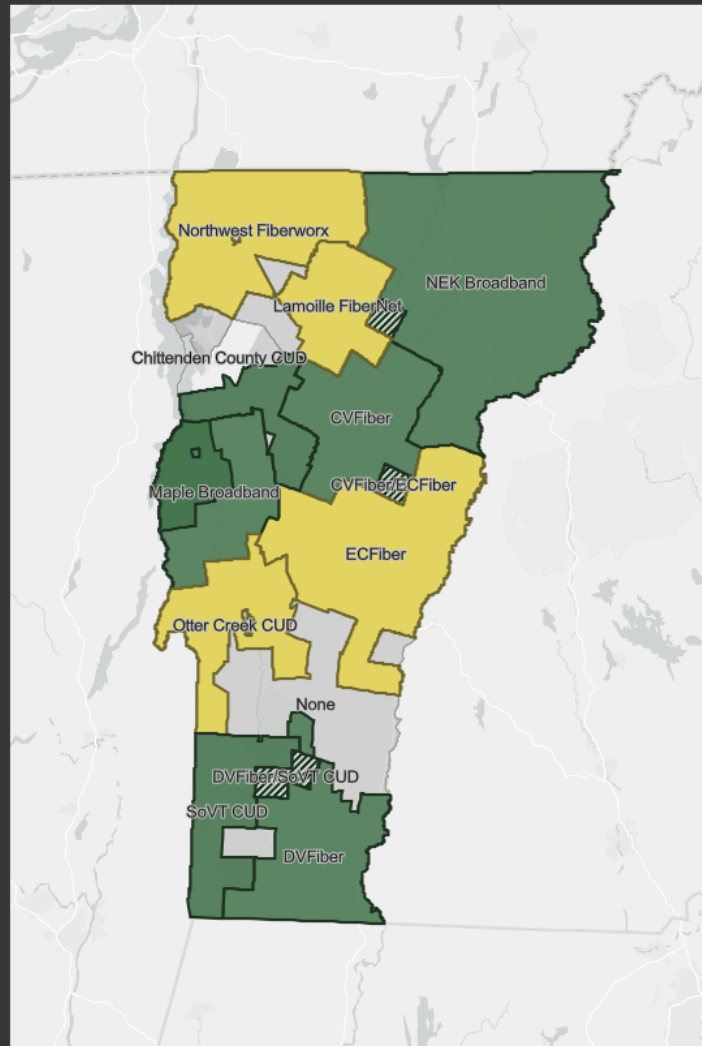 Northwest Fiberworx
NEK Broadband
Lamoille FiberNet
Chittenden County CUD
CVFiber
CVFiber/ECFiber
Maple Broadband
ECFiber
Otter Creek CUD
None
DVFiber/SoVT CUD
SoVT CUD
DVFiber